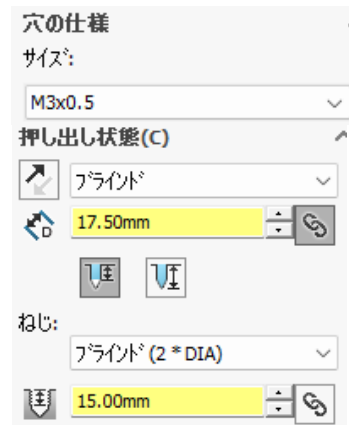 穴の仕様
ｻｲｽﾞ:
M3x0.5
押し出し状態(C)
ﾌﾞﾗｲﾝﾄﾞ
D
17.50mm
ねじ:
ﾌﾞﾗｲﾝﾄﾞ (2 * DIA)
15.00mm